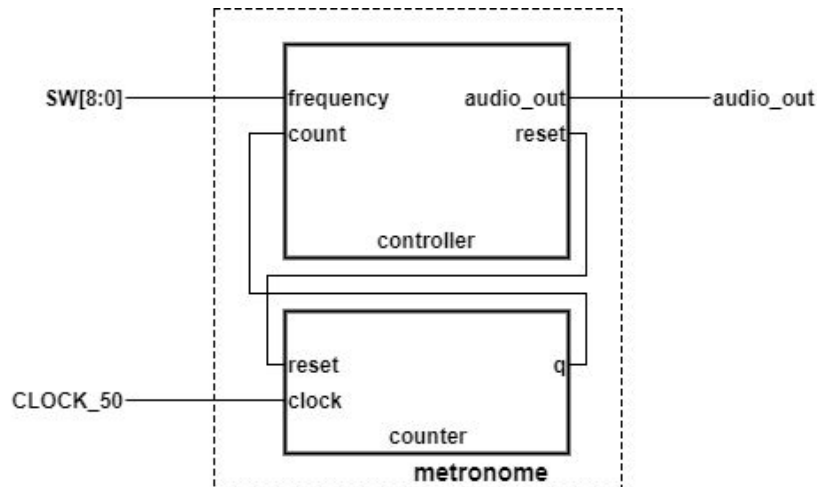 SW[8:0] frequency audio_out audio_out
count reset
controller
reset q
CLOCK_50 clock
counter
metronome